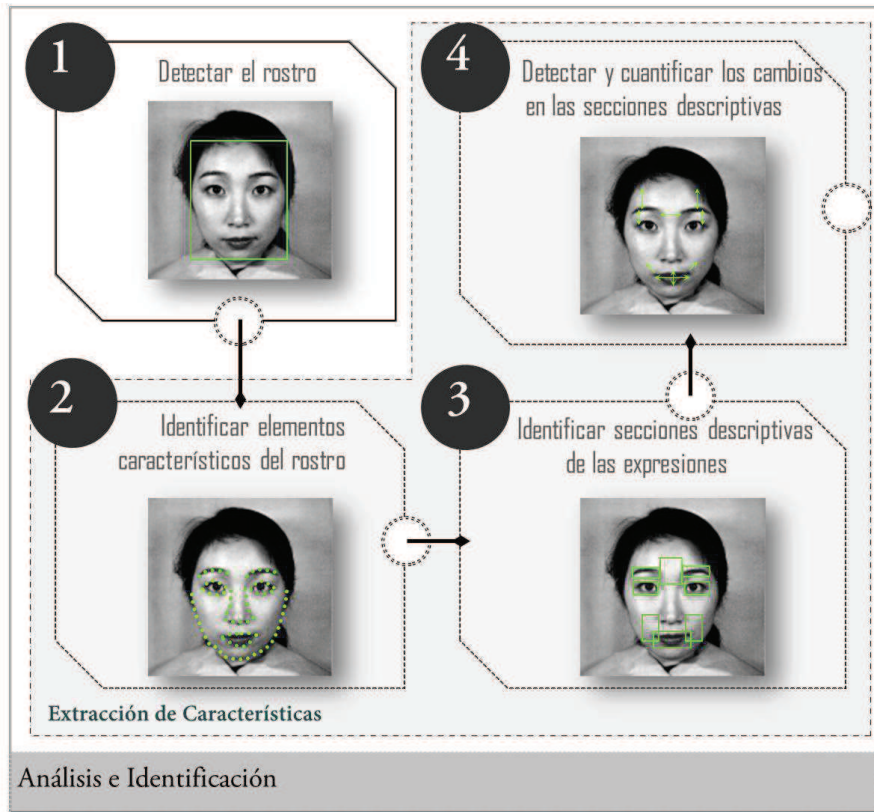 1
Detectar el rostro
2
Identificar elementos
característicos del rostro
3
Identificar secciones descriptivas
de las expresiones
4
Detectar y cuantificar los cambios
en las secciones descriptivas
Extracción de Características
Análisis e Identificación